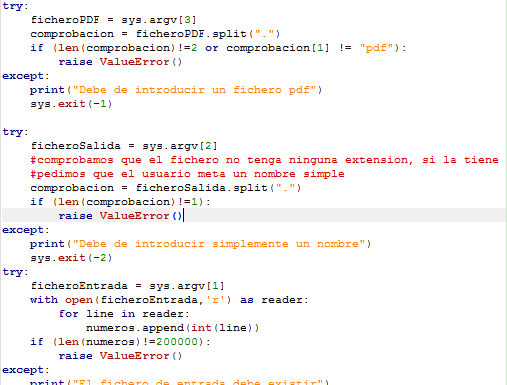 try:
    ficheroPDF = sys.argv[3]
    comprobacion = ficheroPDF.split(".")
    if (len(comprobacion)!=2 or comprobacion[1] != "pdf"):
        raise ValueError()
except:
    print("Debe de introducir un fichero pdf")
    sys.exit(-1)

try:
    ficheroSalida = sys.argv[2]
    #comprobamos que el fichero no tenga ninguna extension, si la tiene
    #pedimos que el usuario meta un nombre simple
    comprobacion = ficheroSalida.split(".")
    if (len(comprobacion)!=1):
        raise ValueError()
except:
    print("Debe de introducir simplemente un nombre")
    sys.exit(-2)
try:
    ficheroEntrada = sys.argv[1]
    with open(ficheroEntrada,'r') as reader:
        for line in reader:
            numeros.append(int(line))
    if (len(numeros)!=200000):
        raise ValueError()
except:
    print("El fichero de entrada debe existir")